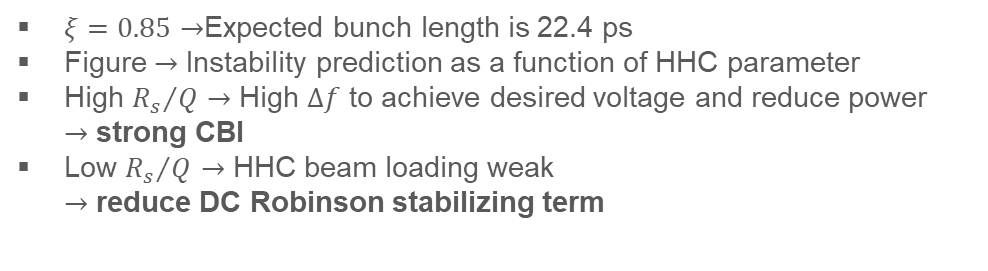 ▪ ξ = 0.85 →Expected bunch length is 22.4 ps
▪ Figure → Instability prediction as a function of HHC parameter
▪ High R_s/Q → High Δf to achieve desired voltage and reduce power
→ strong CBI
▪ Low R_s/Q → HHC beam loading weak
→ reduce DC Robinson stabilizing term